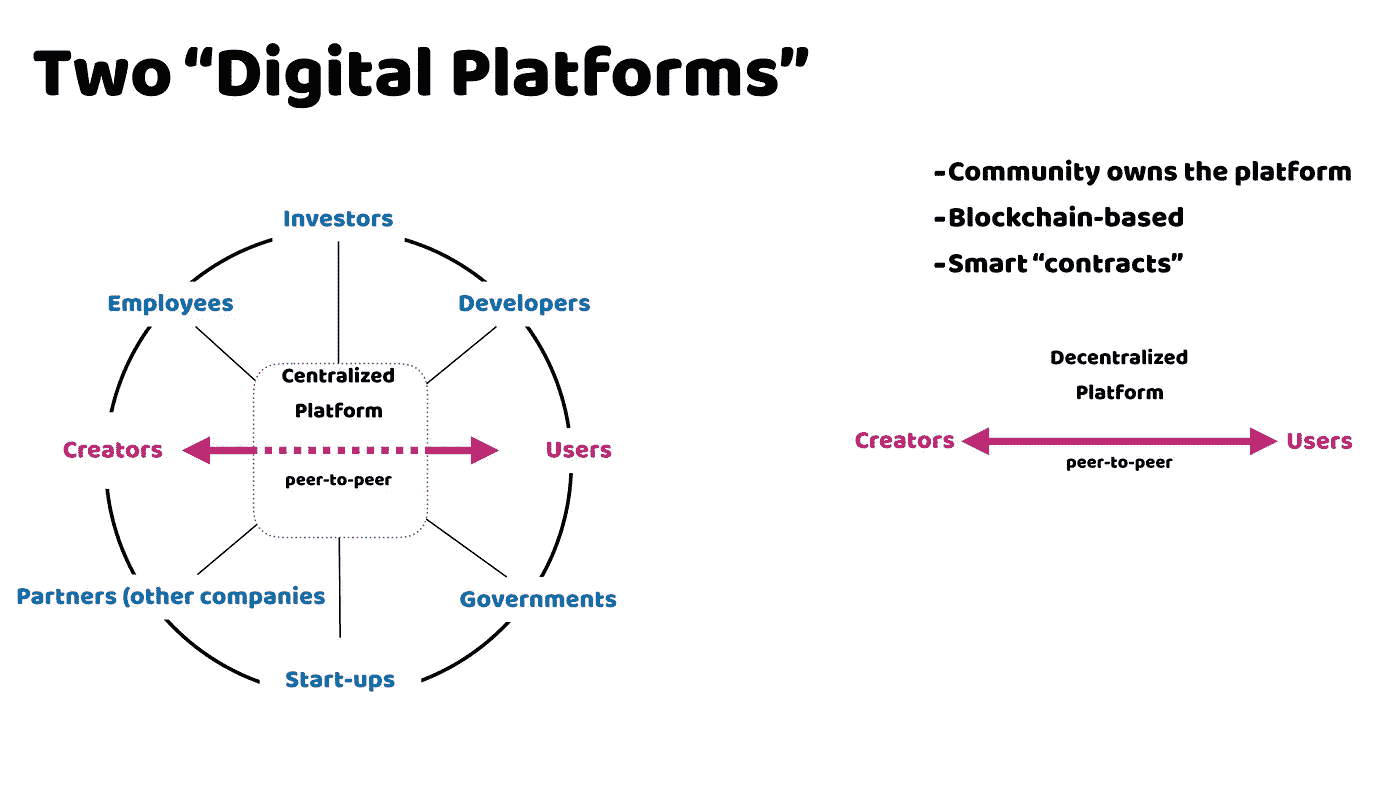 Two “Digital Platforms”
Investors
Employees
Developers
Centralized
Platform
Creators
Users
peer-to-peer
Partners (other companies
Governments
Start-ups
-Community owns the platform
-Blockchain-based
-Smart “contracts”
Decentralized
Platform
Creators
Users
peer-to-peer